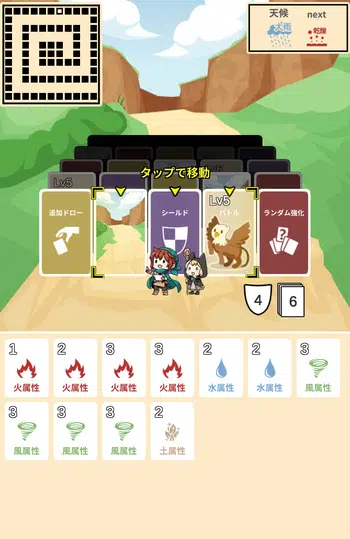 天候
next
大雨
乾燥
タップで移動
Lv5
Lv5
追加ドロー
シールド
バトル
ランダム強化
4
6
1
2
3
3
2
2
3
火属性
火属性
火属性
火属性
水属性
水属性
風属性
3
3
3
2
風属性
風属性
風属性
土属性